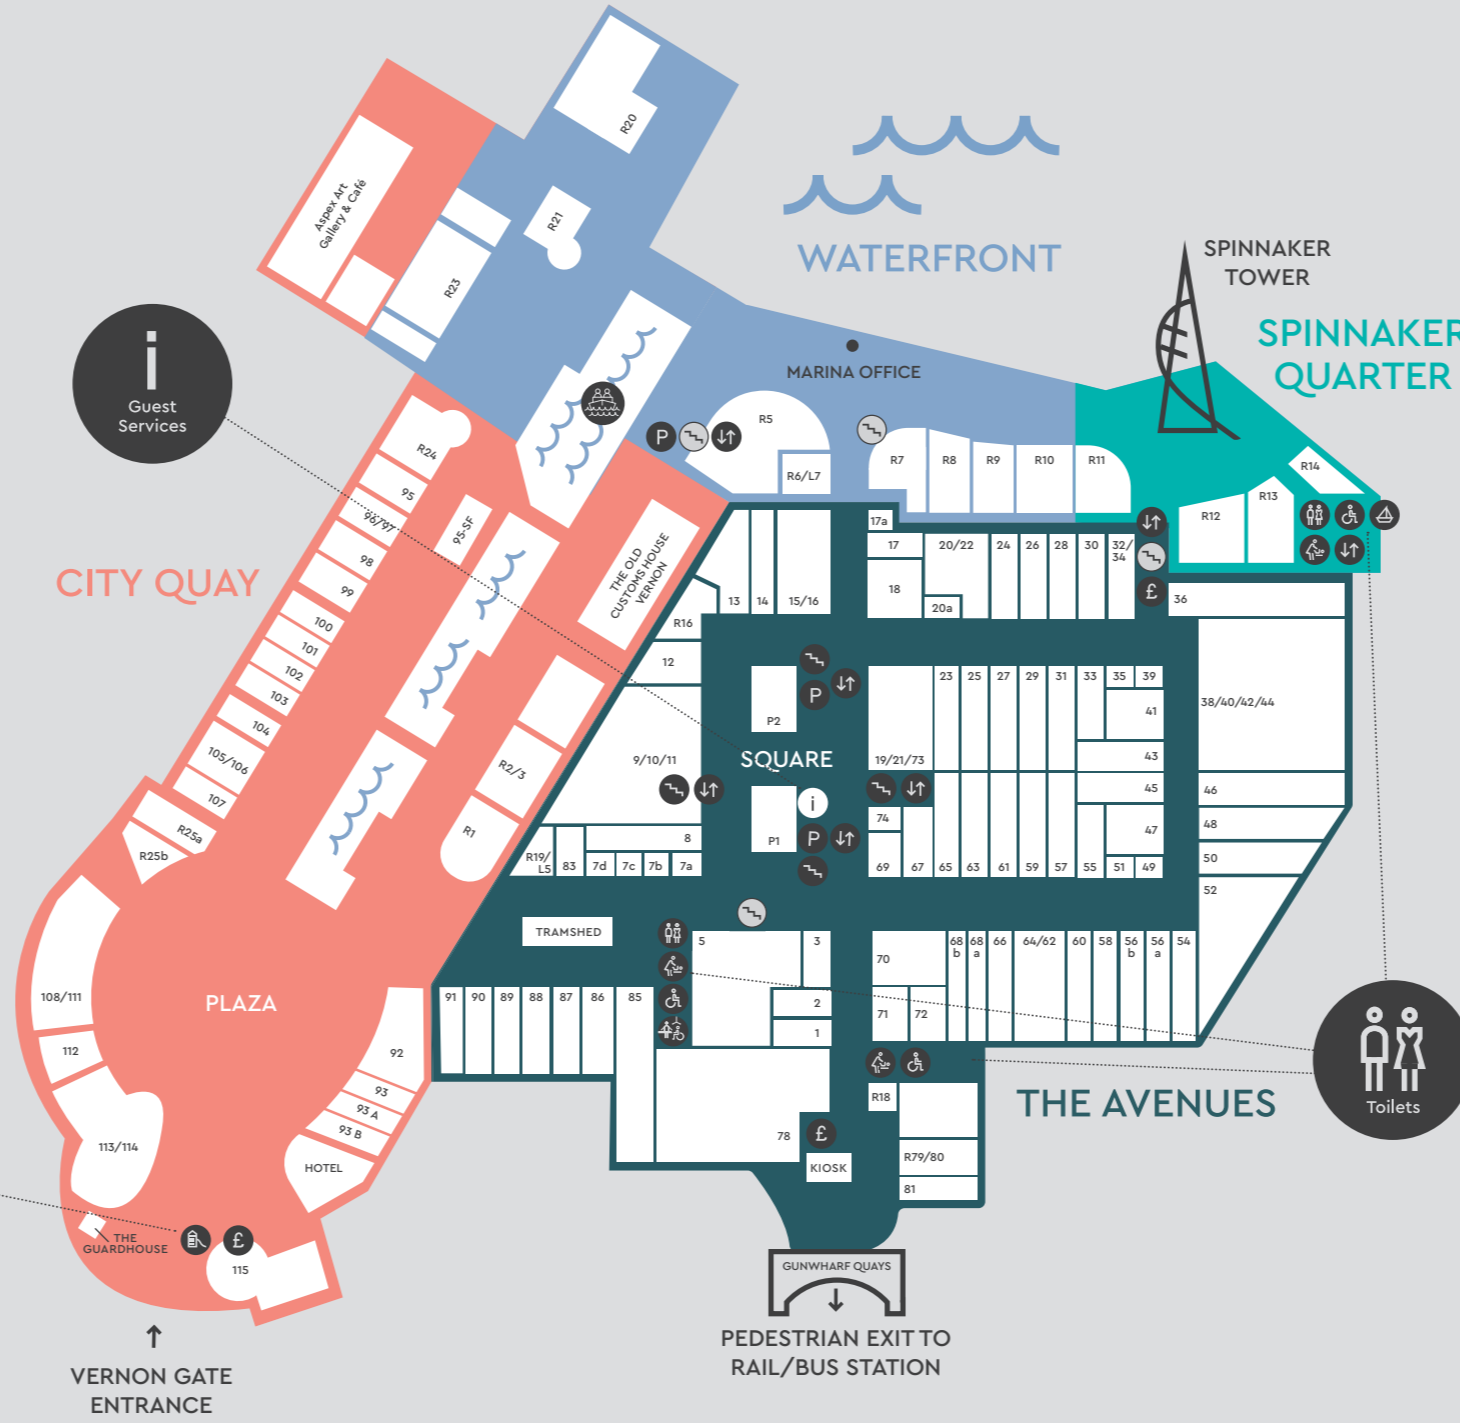 R20
Aspex Art
Gallery & Café
R21
R23
WATERFRONT
SPINNAKER
TOWER
SPINNAKER
QUARTER
i
Guest
Services
MARINA OFFICE
P
R5
R6/L7
R7
R8
R9
R10
R11
R12
R13
R14
CITY QUAY
R24
95
96/97
98
99
100
101
102
103
104
105/106
107
R25a
R25b
95-SF
THE OLD
CUSTOMS HOUSE
VERNON
R2/3
R1
13
14
15/16
R16
12
9/10/11
8
R19/
L5
83
7d
7c
7b
7a
17a
17
18
20/22
20a
24
26
28
30
32/
34
£
36
38/40/42/44
46
48
50
52
P
P2
SQUARE
i
P1
P
19/21/73
23
25
27
29
31
33
35
39
41
43
45
47
74
69
67
65
63
61
59
57
55
51
49
TRAMSHED
5
3
2
1
70
71
72
68
b
68
a
66
64/62
60
58
56
b
56
a
54
91
90
89
88
87
86
85
78
£
KIOSK
R18
R79/80
81
THE AVENUES
Toilets
PLAZA
108/111
112
113/114
92
93
93 A
93 B
HOTEL
THE
GUARDHOUSE
£
115
VERNON GATE
ENTRANCE
GUNWHARF QUAYS
PEDESTRIAN EXIT TO
RAIL/BUS STATION